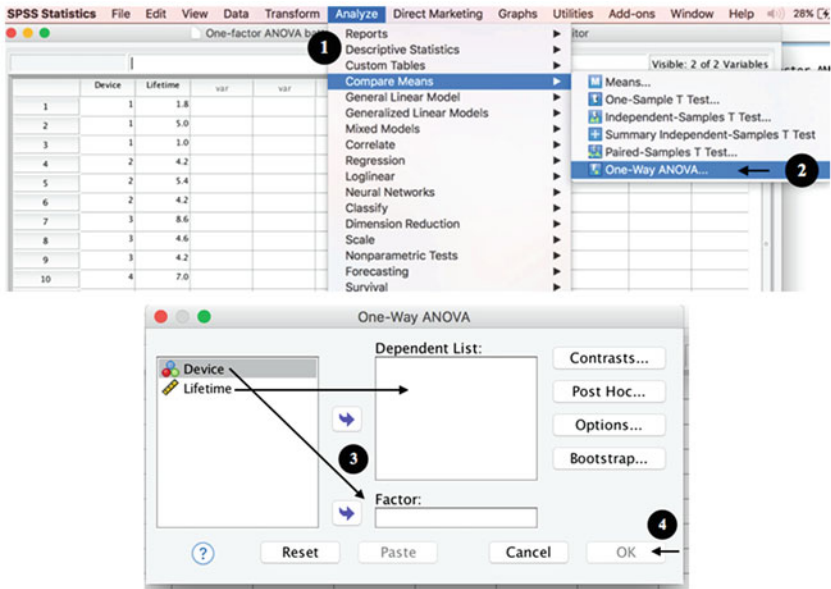 SPSS Statistics File Edit View Data Transform Analyze Direct Marketing Graphs Utilities Add-ons Window Help 28%
One-factor ANOVA bat
itor
1
Reports
Descriptive Statistics
Custom Tables
Compare Means
General Linear Model
Generalized Linear Models
Mixed Models
Correlate
Regression
Loglinear
Neural Networks
Classify
Dimension Reduction
Scale
Nonparametric Tests
Forecasting
Survival
Visible: 2 of 2 Variables
Means...
One-Sample T Test...
Independent-Samples T Test...
Summary Independent-Samples T Test
Paired-Samples T Test...
One-Way ANOVA...
2
Device Lifetime var var
1 1 1.8
2 1 5.0
3 1 1.0
4 2 4.2
5 2 5.4
6 2 4.2
7 3 8.6
8 3 4.6
9 3 4.2
10 4 7.0
One-Way ANOVA
Device
Lifetime
Dependent List:
3
Factor:
Contrasts...
Post Hoc...
Options...
Bootstrap...
4
? Reset Paste Cancel OK